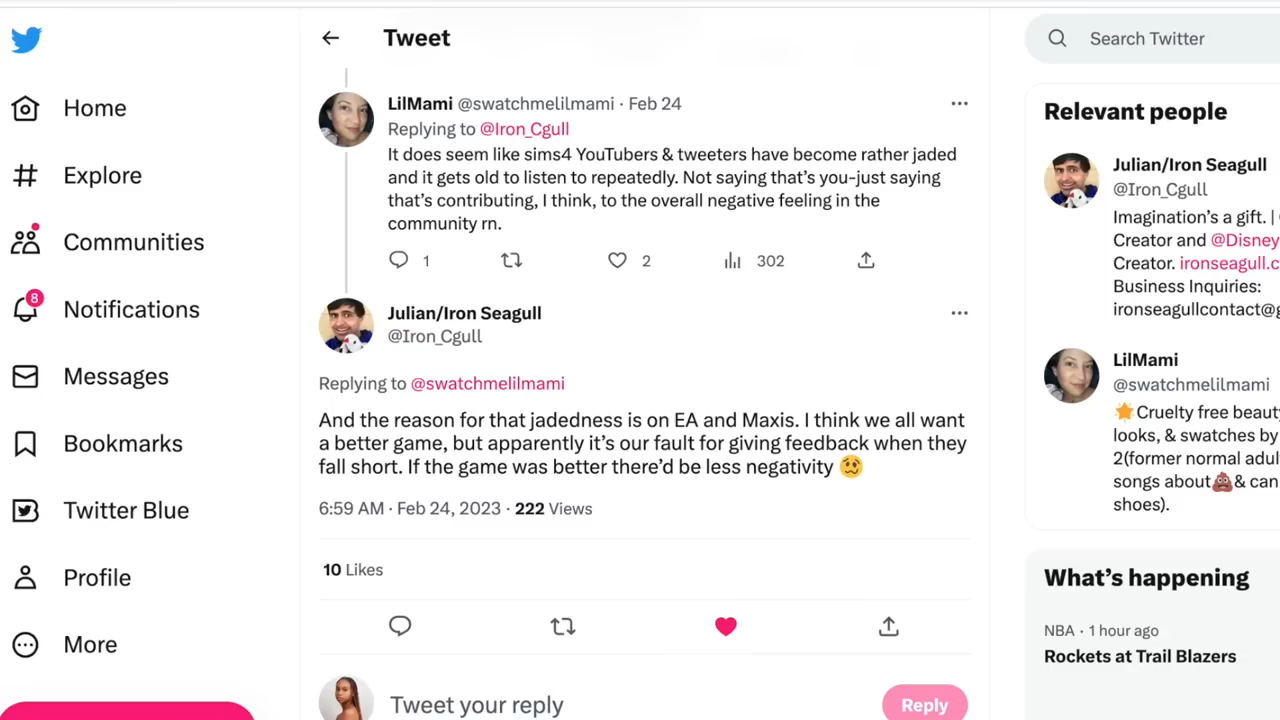 Tweet
Search Twitter
Home
Explore
Communities
8
Notifications
Messages
Bookmarks
Twitter Blue
Profile
More
LilMami @swatchmelilmami · Feb 24
Replying to @Iron_Cgull
It does seem like sims4 YouTubers & tweeters have become rather jaded
and it gets old to listen to repeatedly. Not saying that's you-just saying
that's contributing, I think, to the overall negative feeling in the
community rn.
1 2 302
Julian/Iron Seagull
@Iron_Cgull
Replying to @swatchmelilmami
And the reason for that jadedness is on EA and Maxis. I think we all want
a better game, but apparently it's our fault for giving feedback when they
fall short. If the game was better there'd be less negativity 🥴
6:59 AM · Feb 24, 2023 · 222 Views
10 Likes
Tweet your reply
Reply
Relevant people
Julian/Iron Seagull
@Iron_Cgull
Imagination's a gift. |
Creator and @Disney
Creator. ironseagull.c
Business Inquiries:
ironseagullcontact@g
LilMami
@swatchmelilmami
🌟Cruelty free beauty
looks, & swatches by
2(former normal adul
songs about💩& can
shoes).
What's happening
NBA · 1 hour ago
Rockets at Trail Blazers